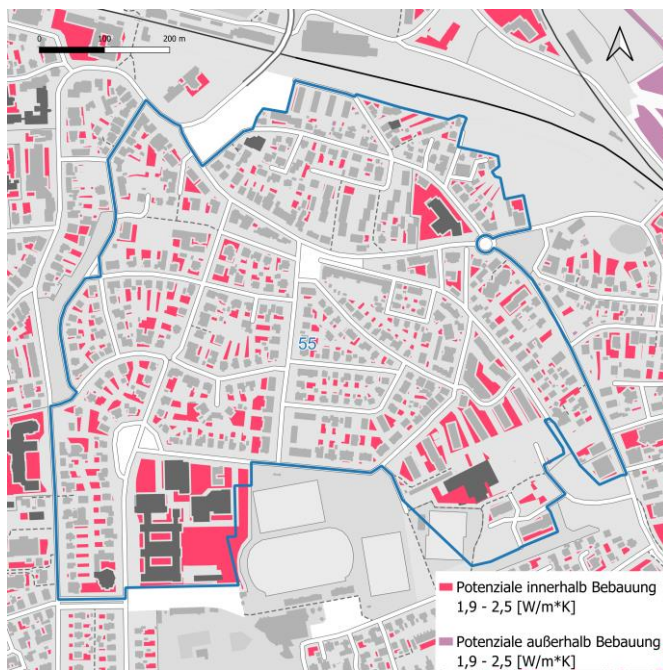 0 100 200 m
55
Potenziale innerhalb Bebauung
1,9 - 2,5 [W/m*K]
Potenziale außerhalb Bebauung
1,9 - 2,5 [W/m*K]